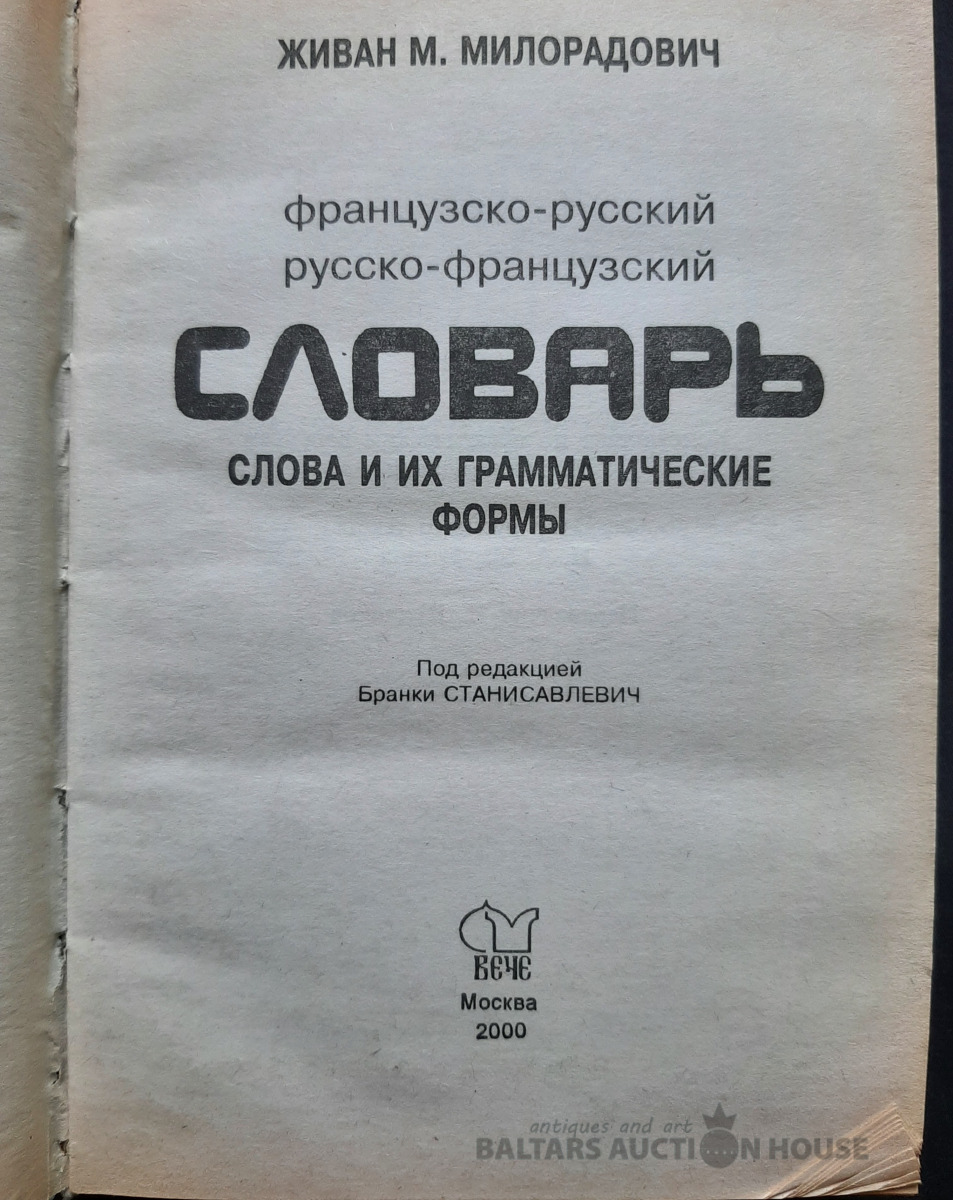 ЖИВАН М. МИЛОРАДОВИЧ
французско-русский
русско-французский
СЛОВАРЬ
СЛОВА И ИХ ГРАММАТИЧЕСКИЕ
ФОРМЫ
Под редакцией
Бранки СТАНИСАВЛЕВИЧ
ВЕЧЕ
Москва
2000
antiques and art
BALTARS AUCTION HOUSE